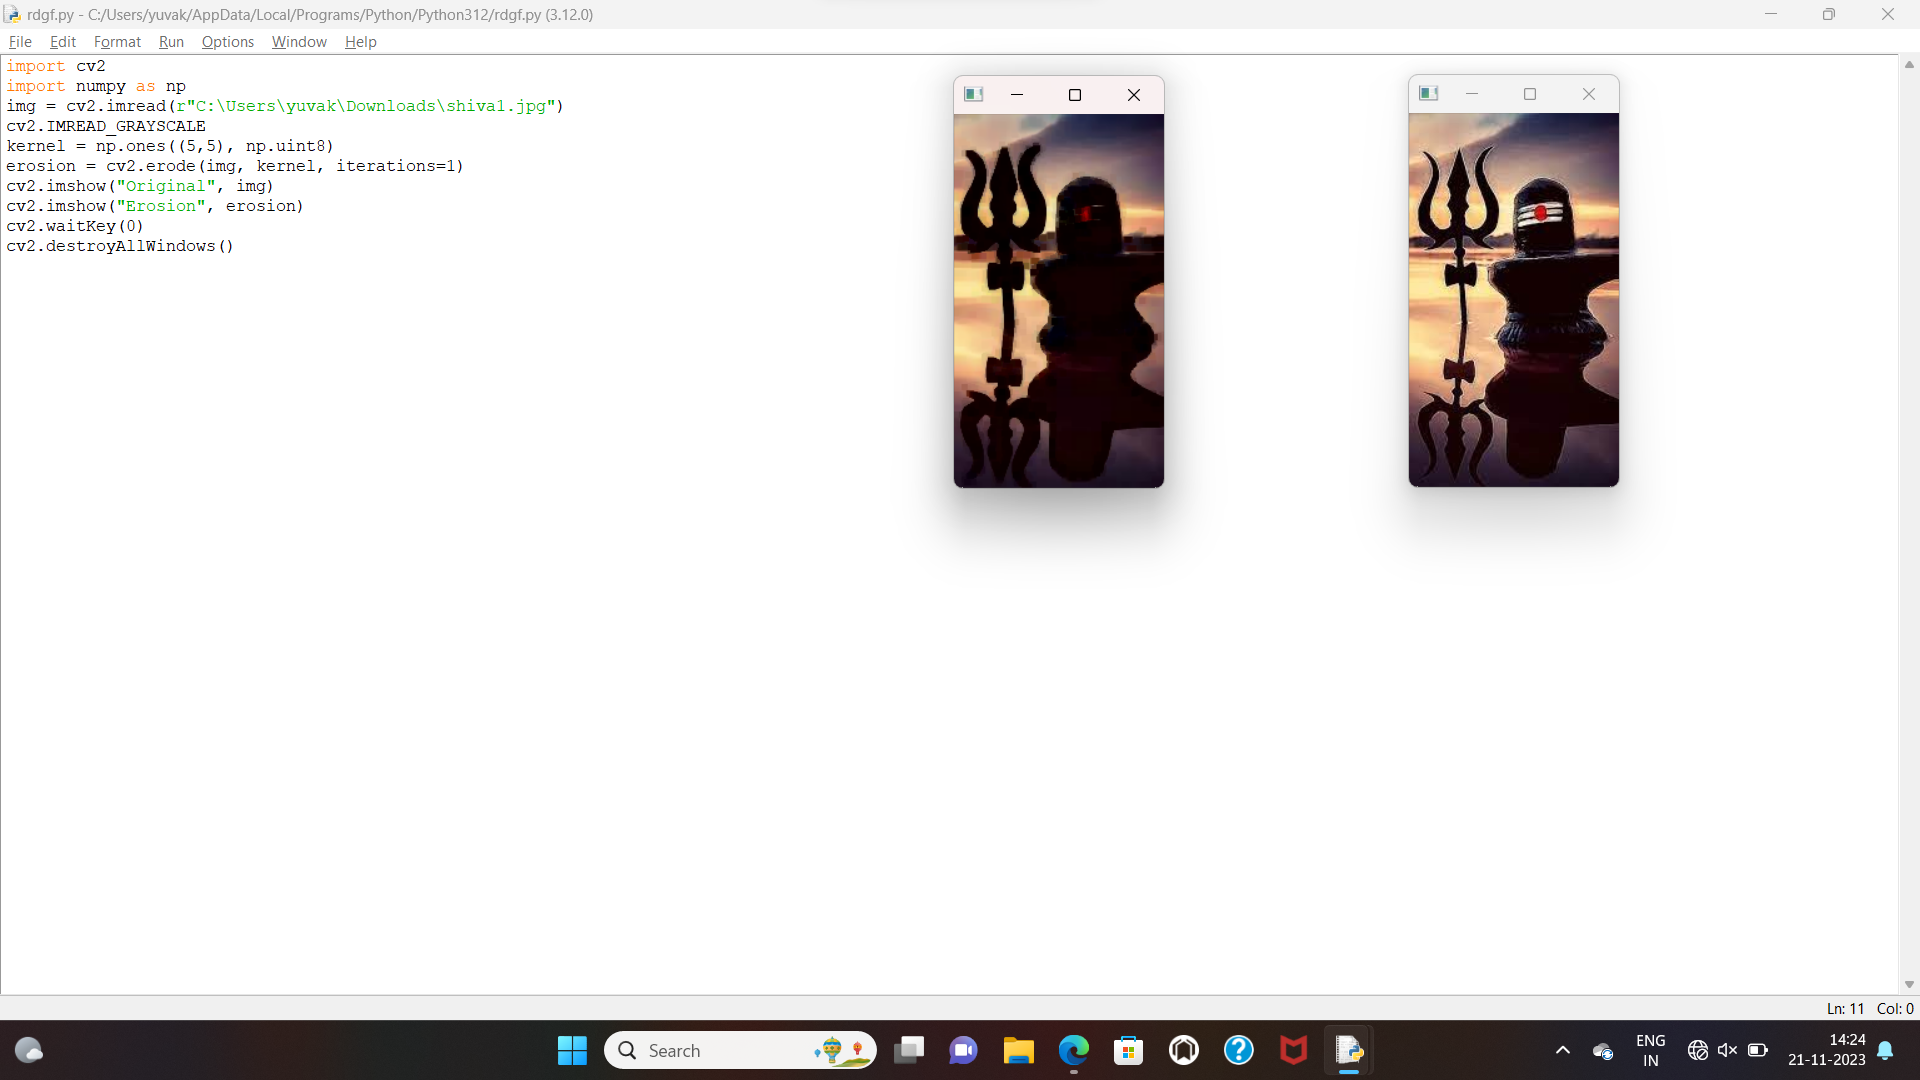 rdgf.py - C:/Users/yuvak/AppData/Local/Programs/Python/Python312/rdgf.py (3.12.0)
File Edit Format Run Options Window Help
import cv2
import numpy as np
img = cv2.imread(r"C:\Users\yuvak\Downloads\shiva1.jpg")
cv2.IMREAD_GRAYSCALE
kernel = np.ones((5,5), np.uint8)
erosion = cv2.erode(img, kernel, iterations=1)
cv2.imshow("Original", img)
cv2.imshow("Erosion", erosion)
cv2.waitKey(0)
cv2.destroyAllWindows()
Ln: 11 Col: 0
Search
ENG
IN
14:24
21-11-2023